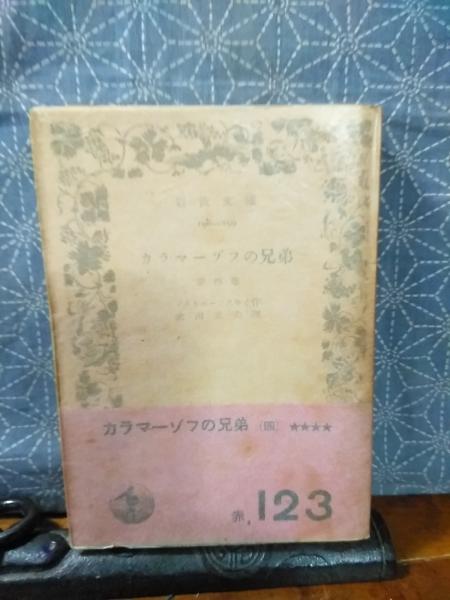 岩波文庫
カラマーゾフの兄弟
第四巻
カラマーゾフの兄弟 (四) ★★★★
赤 123